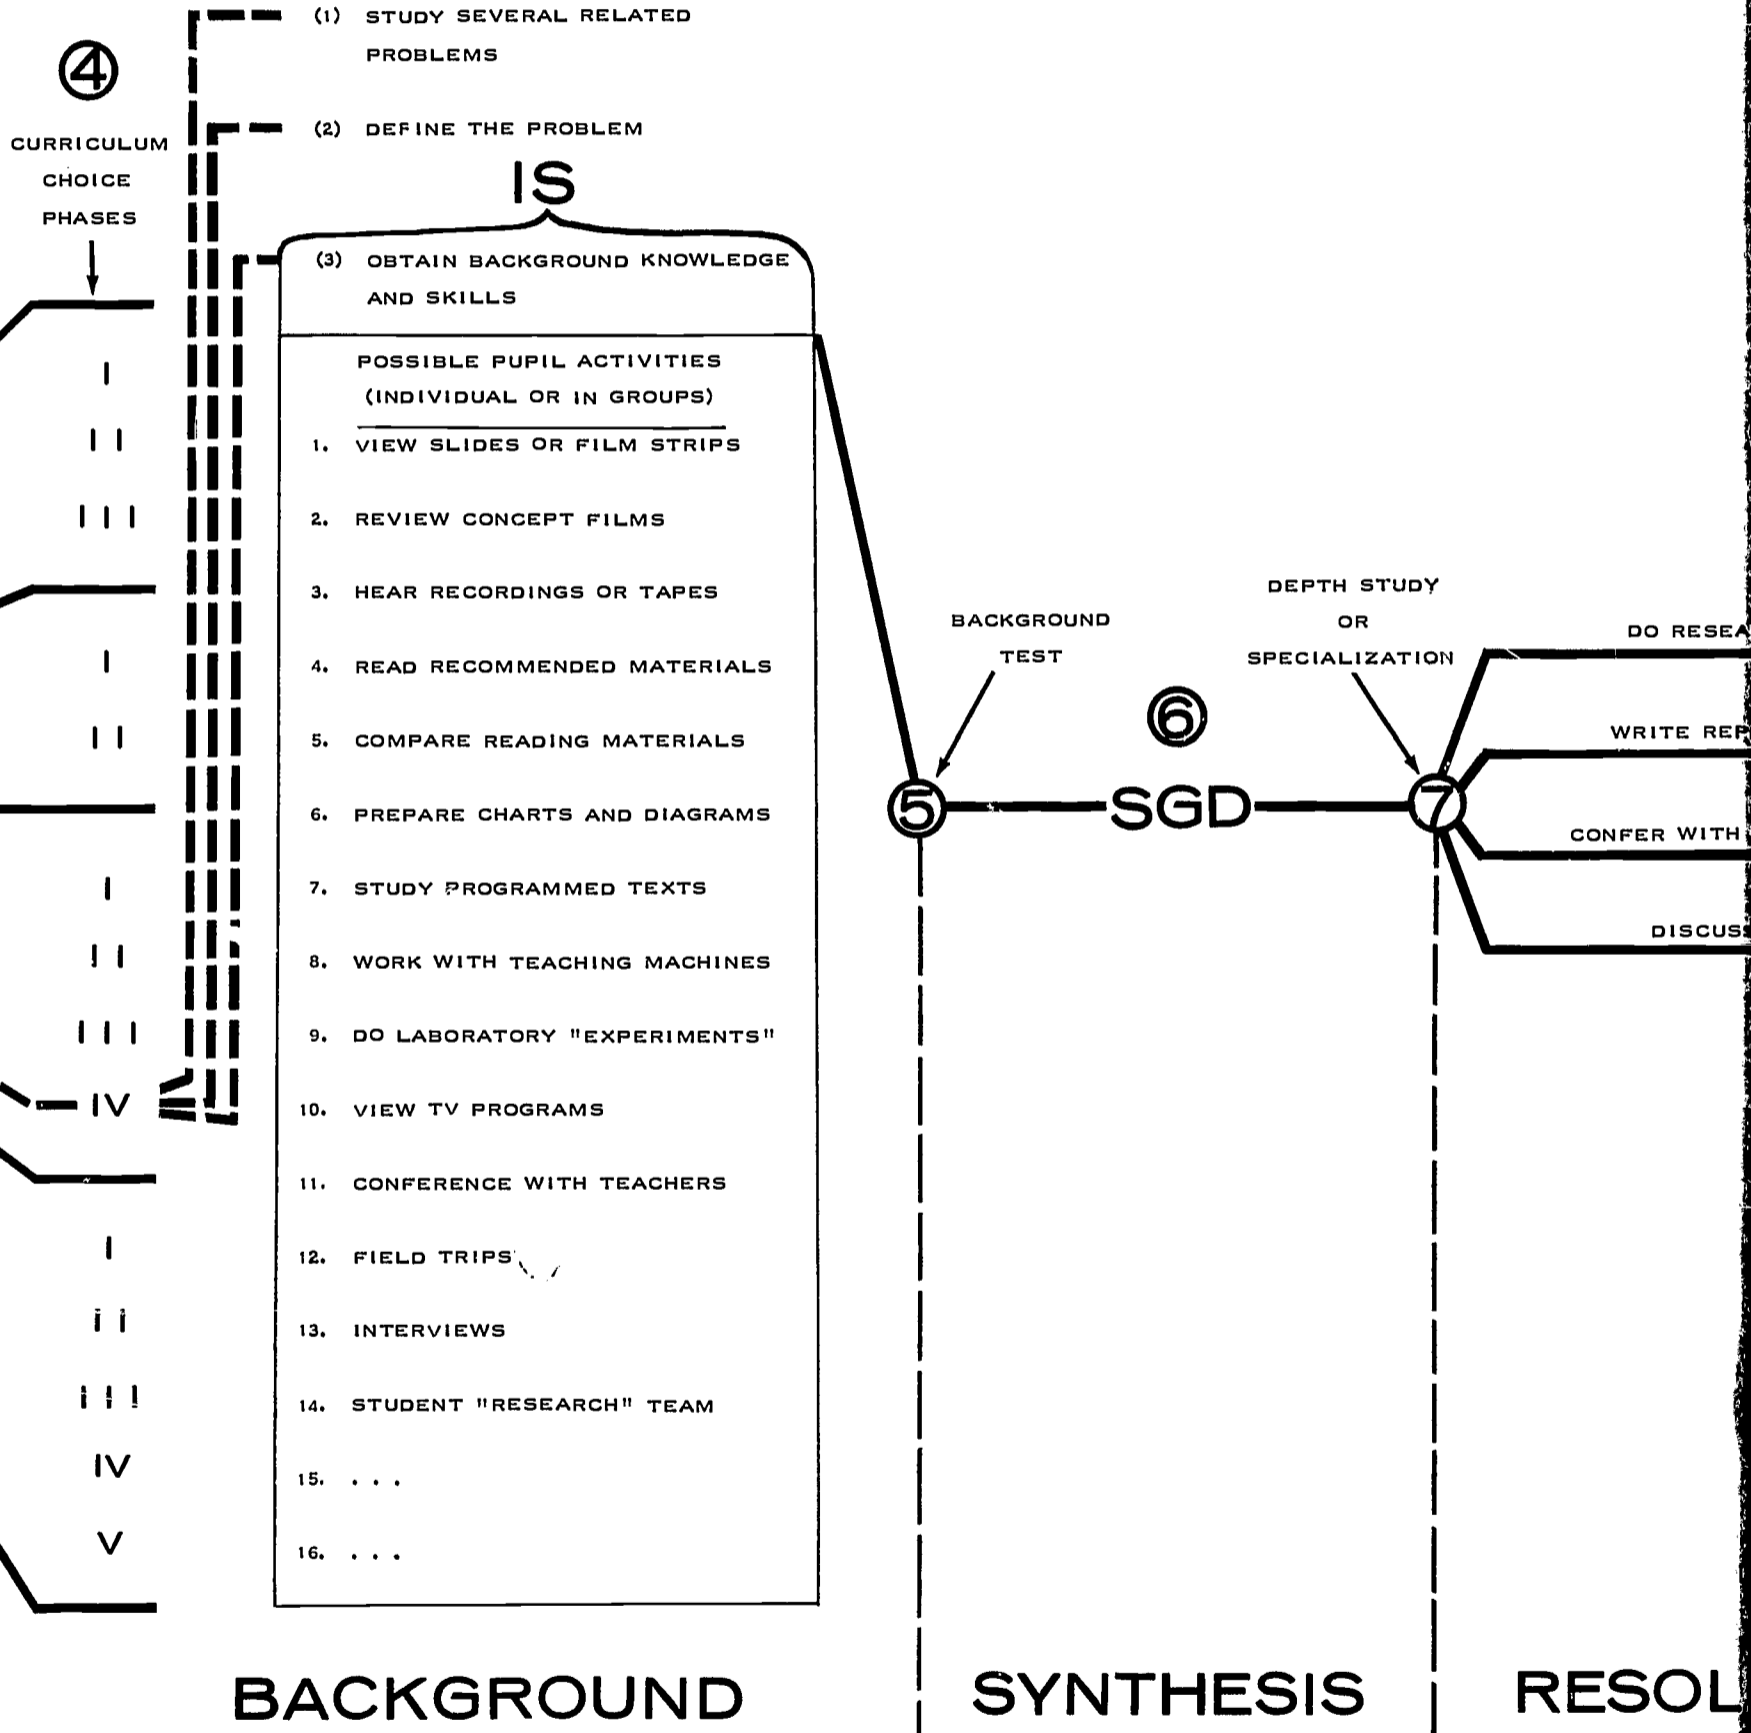 ④
CURRICULUM
CHOICE
PHASES
I
II
III
I
II
I
II
III
IV
I
II
III
IV
V
(1) STUDY SEVERAL RELATED
PROBLEMS
(2) DEFINE THE PROBLEM
IS
(3) OBTAIN BACKGROUND KNOWLEDGE
AND SKILLS
POSSIBLE PUPIL ACTIVITIES
(INDIVIDUAL OR IN GROUPS)
1. VIEW SLIDES OR FILM STRIPS
2. REVIEW CONCEPT FILMS
3. HEAR RECORDINGS OR TAPES
4. READ RECOMMENDED MATERIALS
5. COMPARE READING MATERIALS
6. PREPARE CHARTS AND DIAGRAMS
7. STUDY PROGRAMMED TEXTS
8. WORK WITH TEACHING MACHINES
9. DO LABORATORY "EXPERIMENTS"
10. VIEW TV PROGRAMS
11. CONFERENCE WITH TEACHERS
12. FIELD TRIPS
13. INTERVIEWS
14. STUDENT "RESEARCH" TEAM
15. . . .
16. . . .
BACKGROUND
TEST
⑤
⑥
SGD
DEPTH STUDY
OR
SPECIALIZATION
⑦
DO
WRITE
CONFER WITH
BACKGROUND
SYNTHESIS